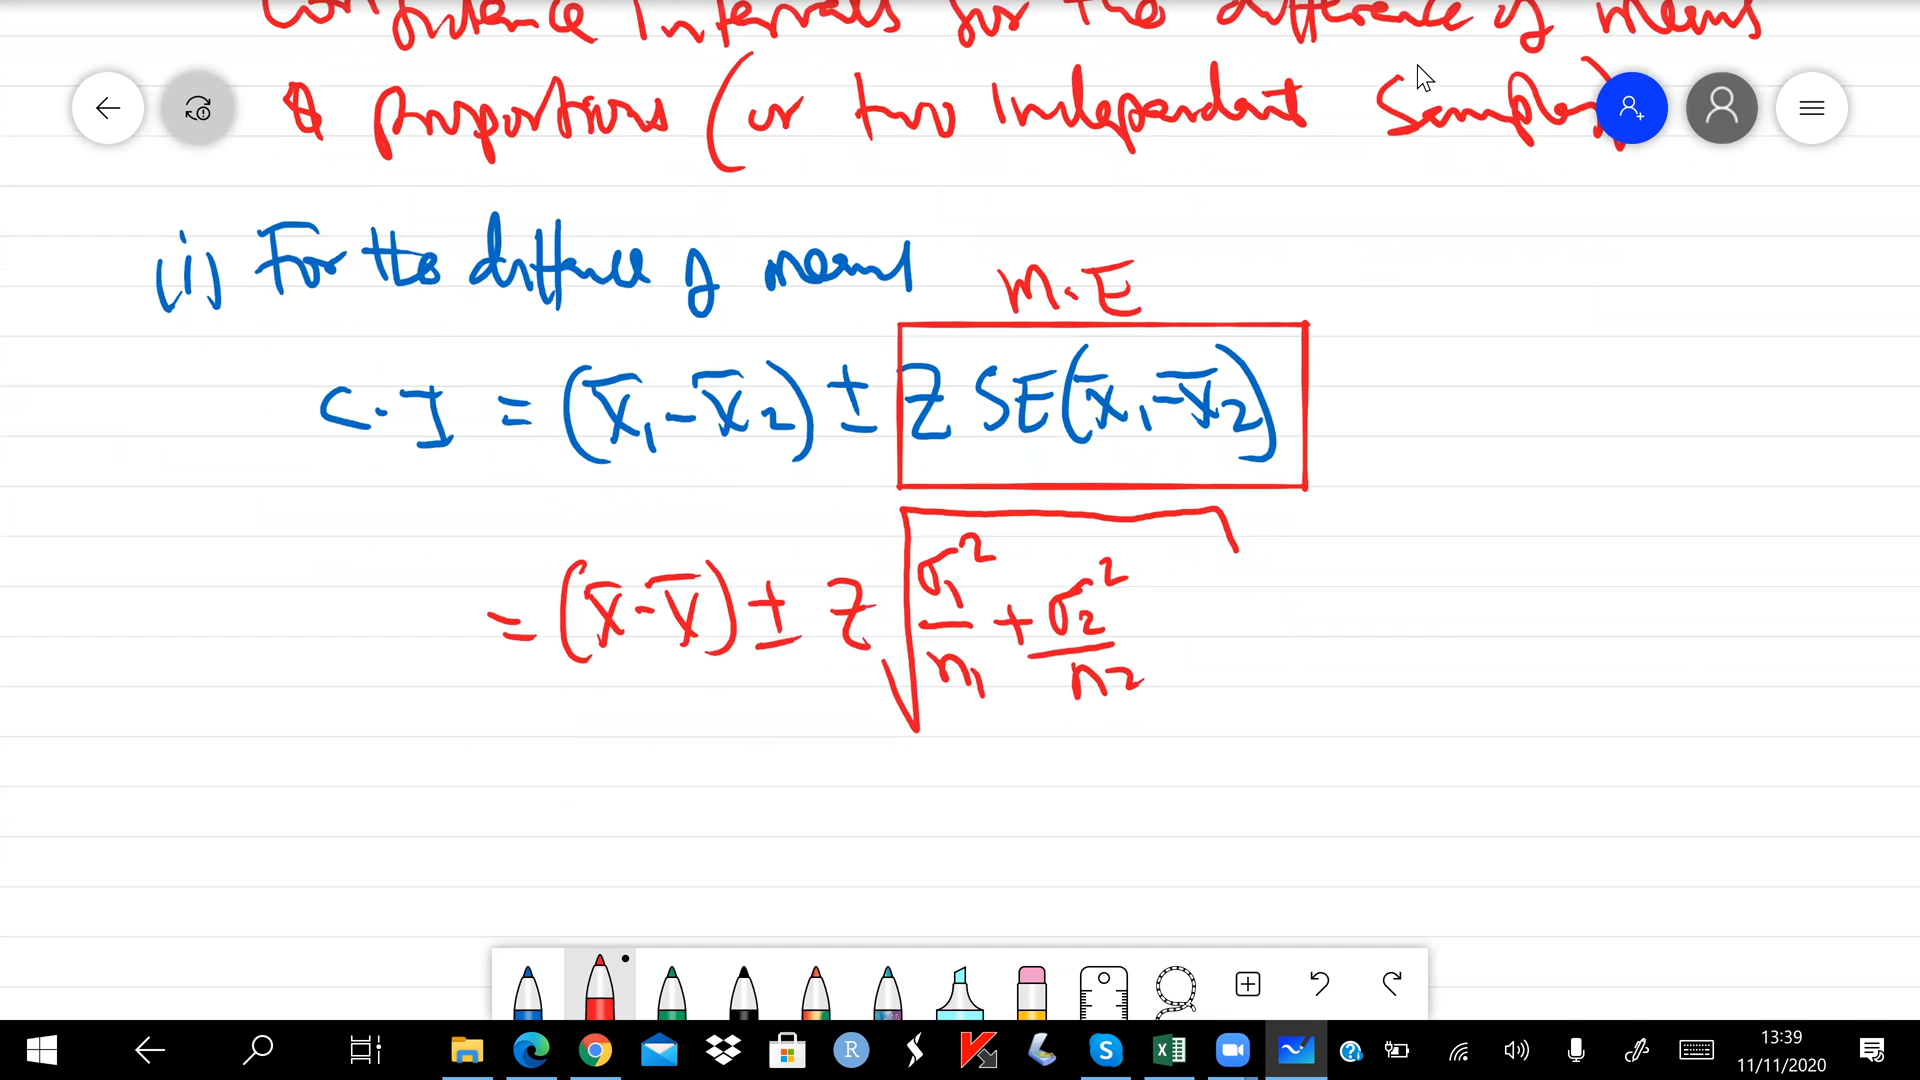 Confidence Intervals for the difference of means
& proportions (or two Independent Samples)
(i) For the difference of means
M.E
C.I = (X̄₁-X̄₂) ± Z SE(X̄₁-X̄₂)
= (X̄-X̄) ± Z √(σ₁²/n₁ + σ₂²/n₂)
13:39
11/11/2020